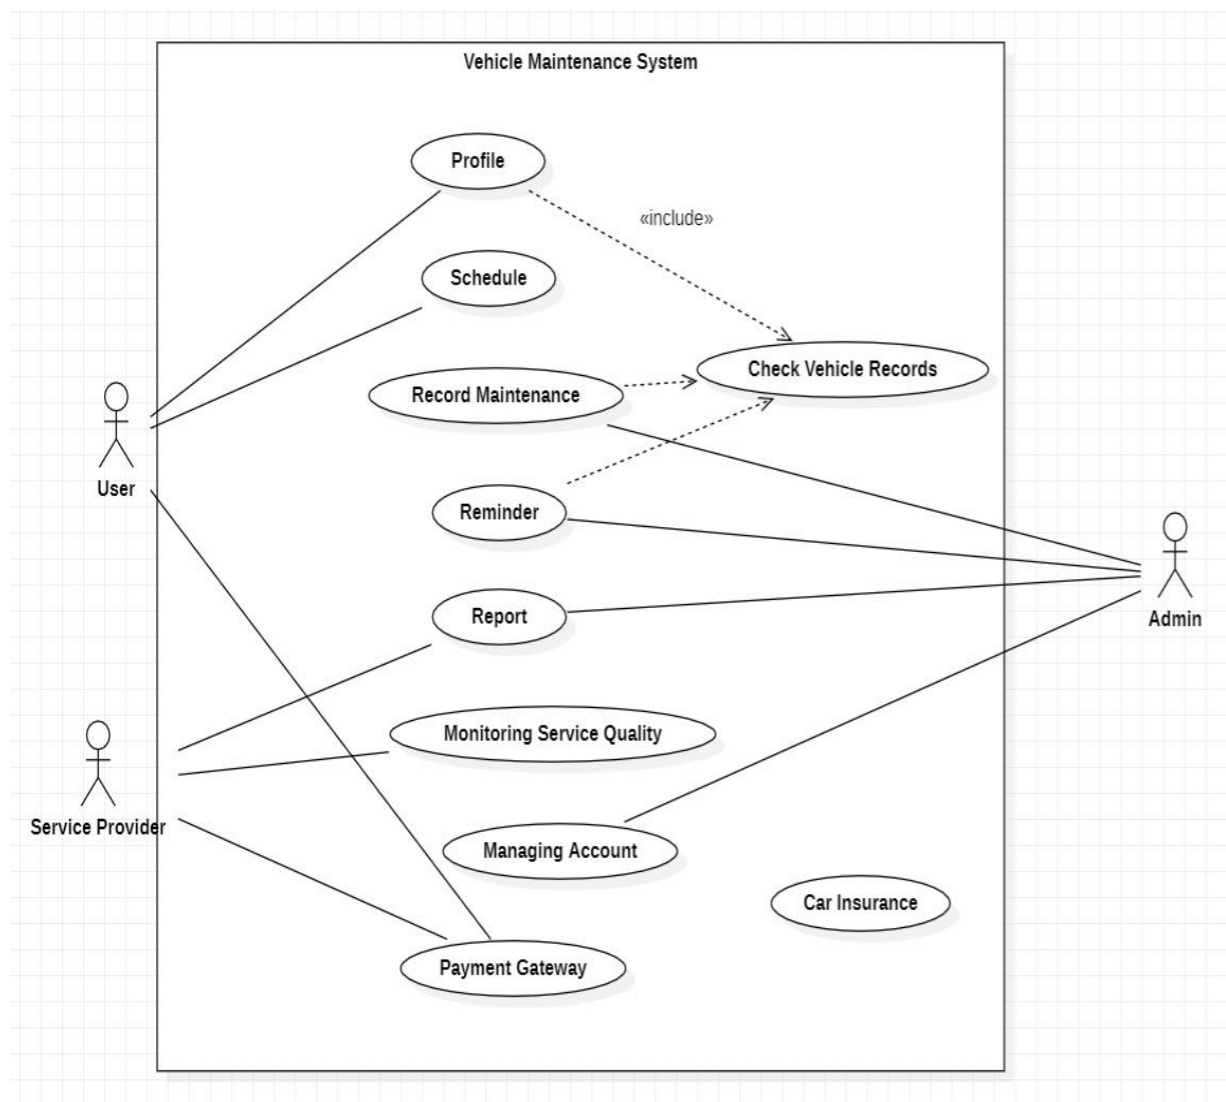 Vehicle Maintenance System
Profile
«include»
Schedule
Check Vehicle Records
Record Maintenance
User
Reminder
Report
Admin
Monitoring Service Quality
Service Provider
Managing Account
Car Insurance
Payment Gateway